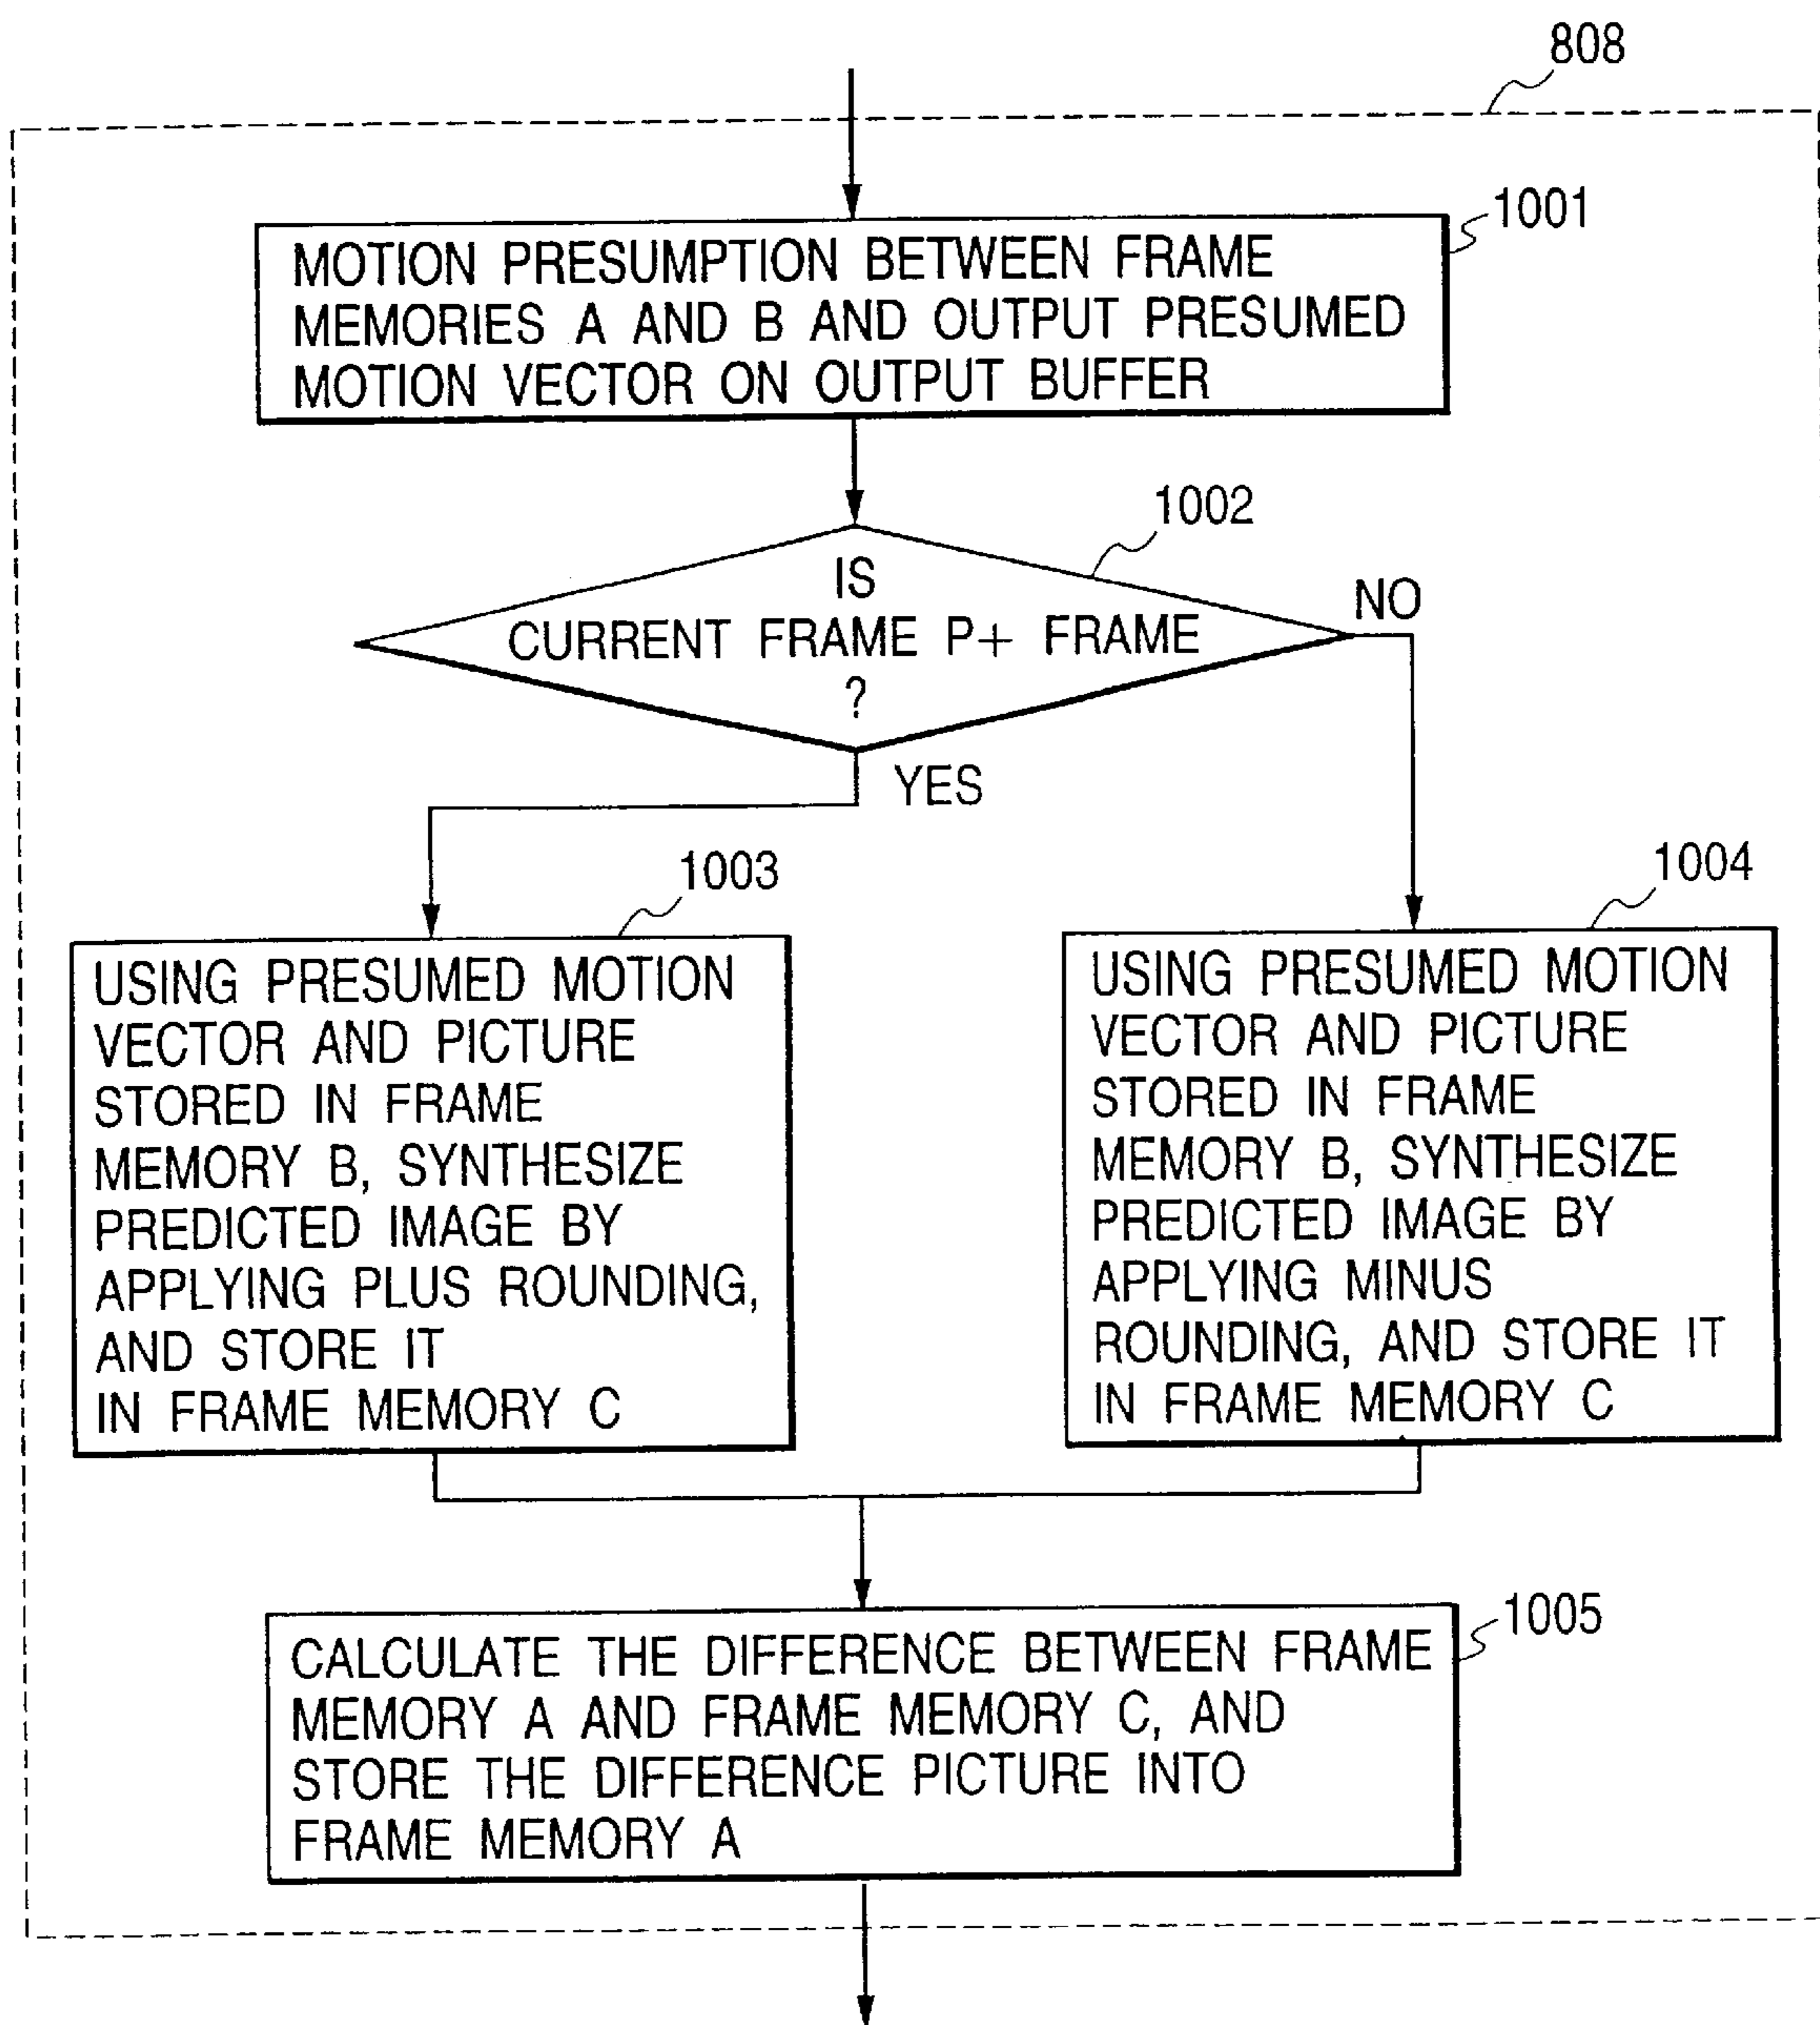 808
1001
MOTION PRESUMPTION BETWEEN FRAME
MEMORIES A AND B AND OUTPUT PRESUMED
MOTION VECTOR ON OUTPUT BUFFER
1002
IS
CURRENT FRAME P+ FRAME
?
NO
YES
1003
USING PRESUMED MOTION
VECTOR AND PICTURE
STORED IN FRAME
MEMORY B, SYNTHESIZE
PREDICTED IMAGE BY
APPLYING PLUS ROUNDING,
AND STORE IT
IN FRAME MEMORY C
1004
USING PRESUMED MOTION
VECTOR AND PICTURE
STORED IN FRAME
MEMORY B, SYNTHESIZE
PREDICTED IMAGE BY
APPLYING MINUS
ROUNDING, AND STORE IT
IN FRAME MEMORY C
1005
CALCULATE THE DIFFERENCE BETWEEN FRAME
MEMORY A AND FRAME MEMORY C, AND
STORE THE DIFFERENCE PICTURE INTO
FRAME MEMORY A